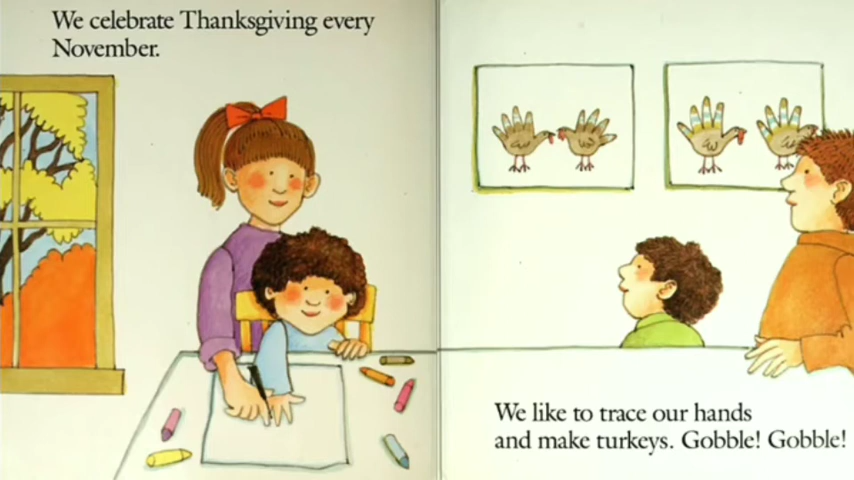 We celebrate Thanksgiving every
November.
We like to trace our hands
and make turkeys. Gobble! Gobble!